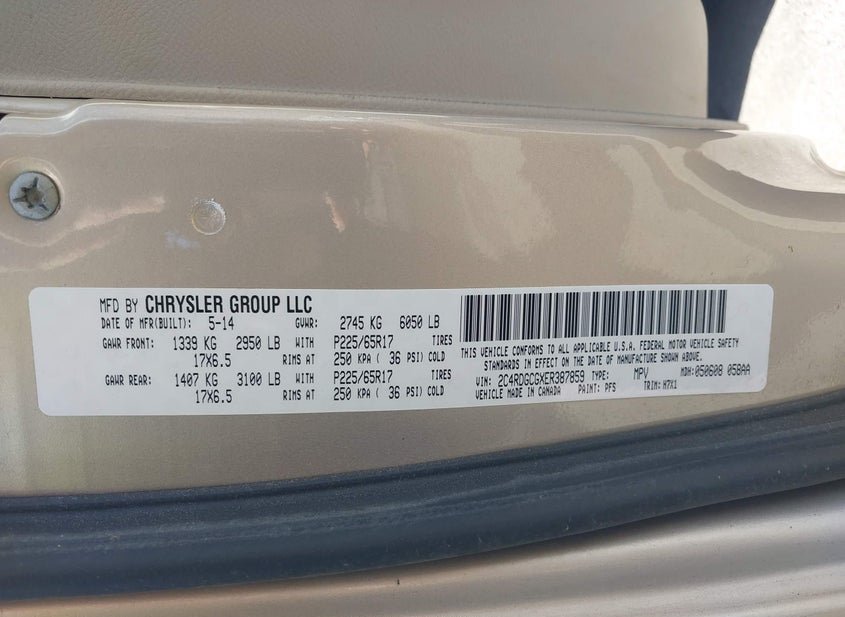 MFD BY CHRYSLER GROUP LLC
DATE OF MFR(BUILT): 5-14 GVWR: 2745 KG 6050 LB
GAWR FRONT: 1339 KG 2950 LB WITH P225/65R17 TIRES
17X6.5 RIMS AT 250 KPA ( 36 PSI) COLD
GAWR REAR: 1407 KG 3100 LB WITH P225/65R17 TIRES
17X6.5 RIMS AT 250 KPA ( 36 PSI) COLD
THIS VEHICLE CONFORMS TO ALL APPLICABLE U.S.A. FEDERAL MOTOR VEHICLE SAFETY
STANDARDS IN EFFECT ON THE DATE OF MANUFACTURE SHOWN ABOVE.
VIN: 2C4RDGCGXER387859 TYPE: MPV MDH: 050608 058AA
VEHICLE MADE IN CANADA PAINT: PFS TRIM: H7X1